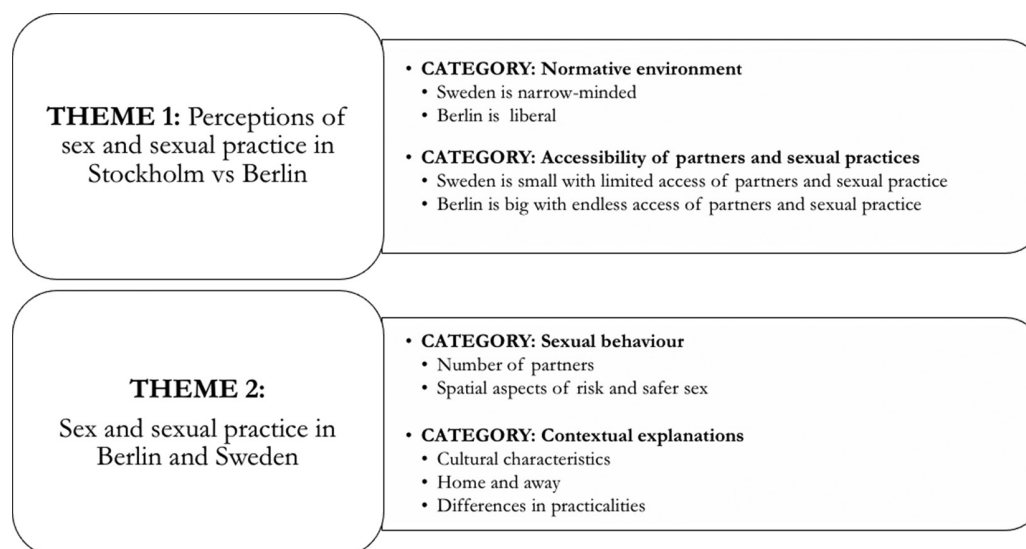 THEME 1: Perceptions of
sex and sexual practice in
Stockholm vs Berlin
• CATEGORY: Normative environment
• Sweden is narrow-minded
• Berlin is liberal
• CATEGORY: Accessibility of partners and sexual practices
• Sweden is small with limited access of partners and sexual practice
• Berlin is big with endless access of partners and sexual practice
THEME 2:
Sex and sexual practice in
Berlin and Sweden
• CATEGORY: Sexual behaviour
• Number of partners
• Spatial aspects of risk and safer sex
• CATEGORY: Contextual explanations
• Cultural characteristics
• Home and away
• Differences in practicalities